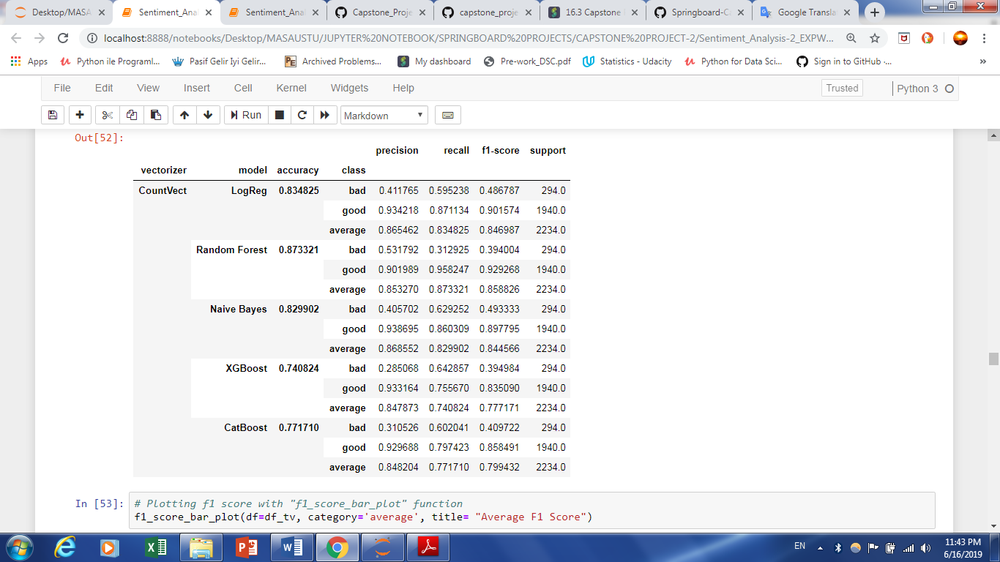 Desktop/MASA Sentiment_Ana Sentiment_Anal Capstone_Proje capstone_proje 16.3 Capstone Springboard-Ca Google Transla
localhost:8888/notebooks/Desktop/MASAUSTU/JUPYTER%20NOTEBOOK/SPRINGBOARD%20PROJECTS/CAPSTONE%20PROJECT-2/Sentiment_Analysis-2_EXPW...
Apps Python ile Programl... Pasif Gelir Iyi Gelir... PE Archived Problems... My dashboard Pre-work_DSC.pdf Statistics - Udacity Python for Data Sci... Sign in to GitHub ·... »
File Edit View Insert Cell Kernel Widgets Help Trusted Python 3
Run Markdown
Out[52]:
precision recall f1-score support
vectorizer model accuracy class
CountVect LogReg 0.834825 bad 0.411765 0.595238 0.486787 294.0
good 0.934218 0.871134 0.901574 1940.0
average 0.865462 0.834825 0.846987 2234.0
Random Forest 0.873321 bad 0.531792 0.312925 0.394004 294.0
good 0.901989 0.958247 0.929268 1940.0
average 0.853270 0.873321 0.858826 2234.0
Naive Bayes 0.829902 bad 0.405702 0.629252 0.493333 294.0
good 0.938695 0.860309 0.897795 1940.0
average 0.868552 0.829902 0.844566 2234.0
XGBoost 0.740824 bad 0.285068 0.642857 0.394984 294.0
good 0.933164 0.755670 0.835090 1940.0
average 0.847873 0.740824 0.777171 2234.0
CatBoost 0.771710 bad 0.310526 0.602041 0.409722 294.0
good 0.929688 0.797423 0.858491 1940.0
average 0.848204 0.771710 0.799432 2234.0
In [53]: # Plotting f1 score with "f1_score_bar_plot" function
f1_score_bar_plot(df=df_tv, category='average', title= "Average F1 Score")
EN 11:43 PM
6/16/2019